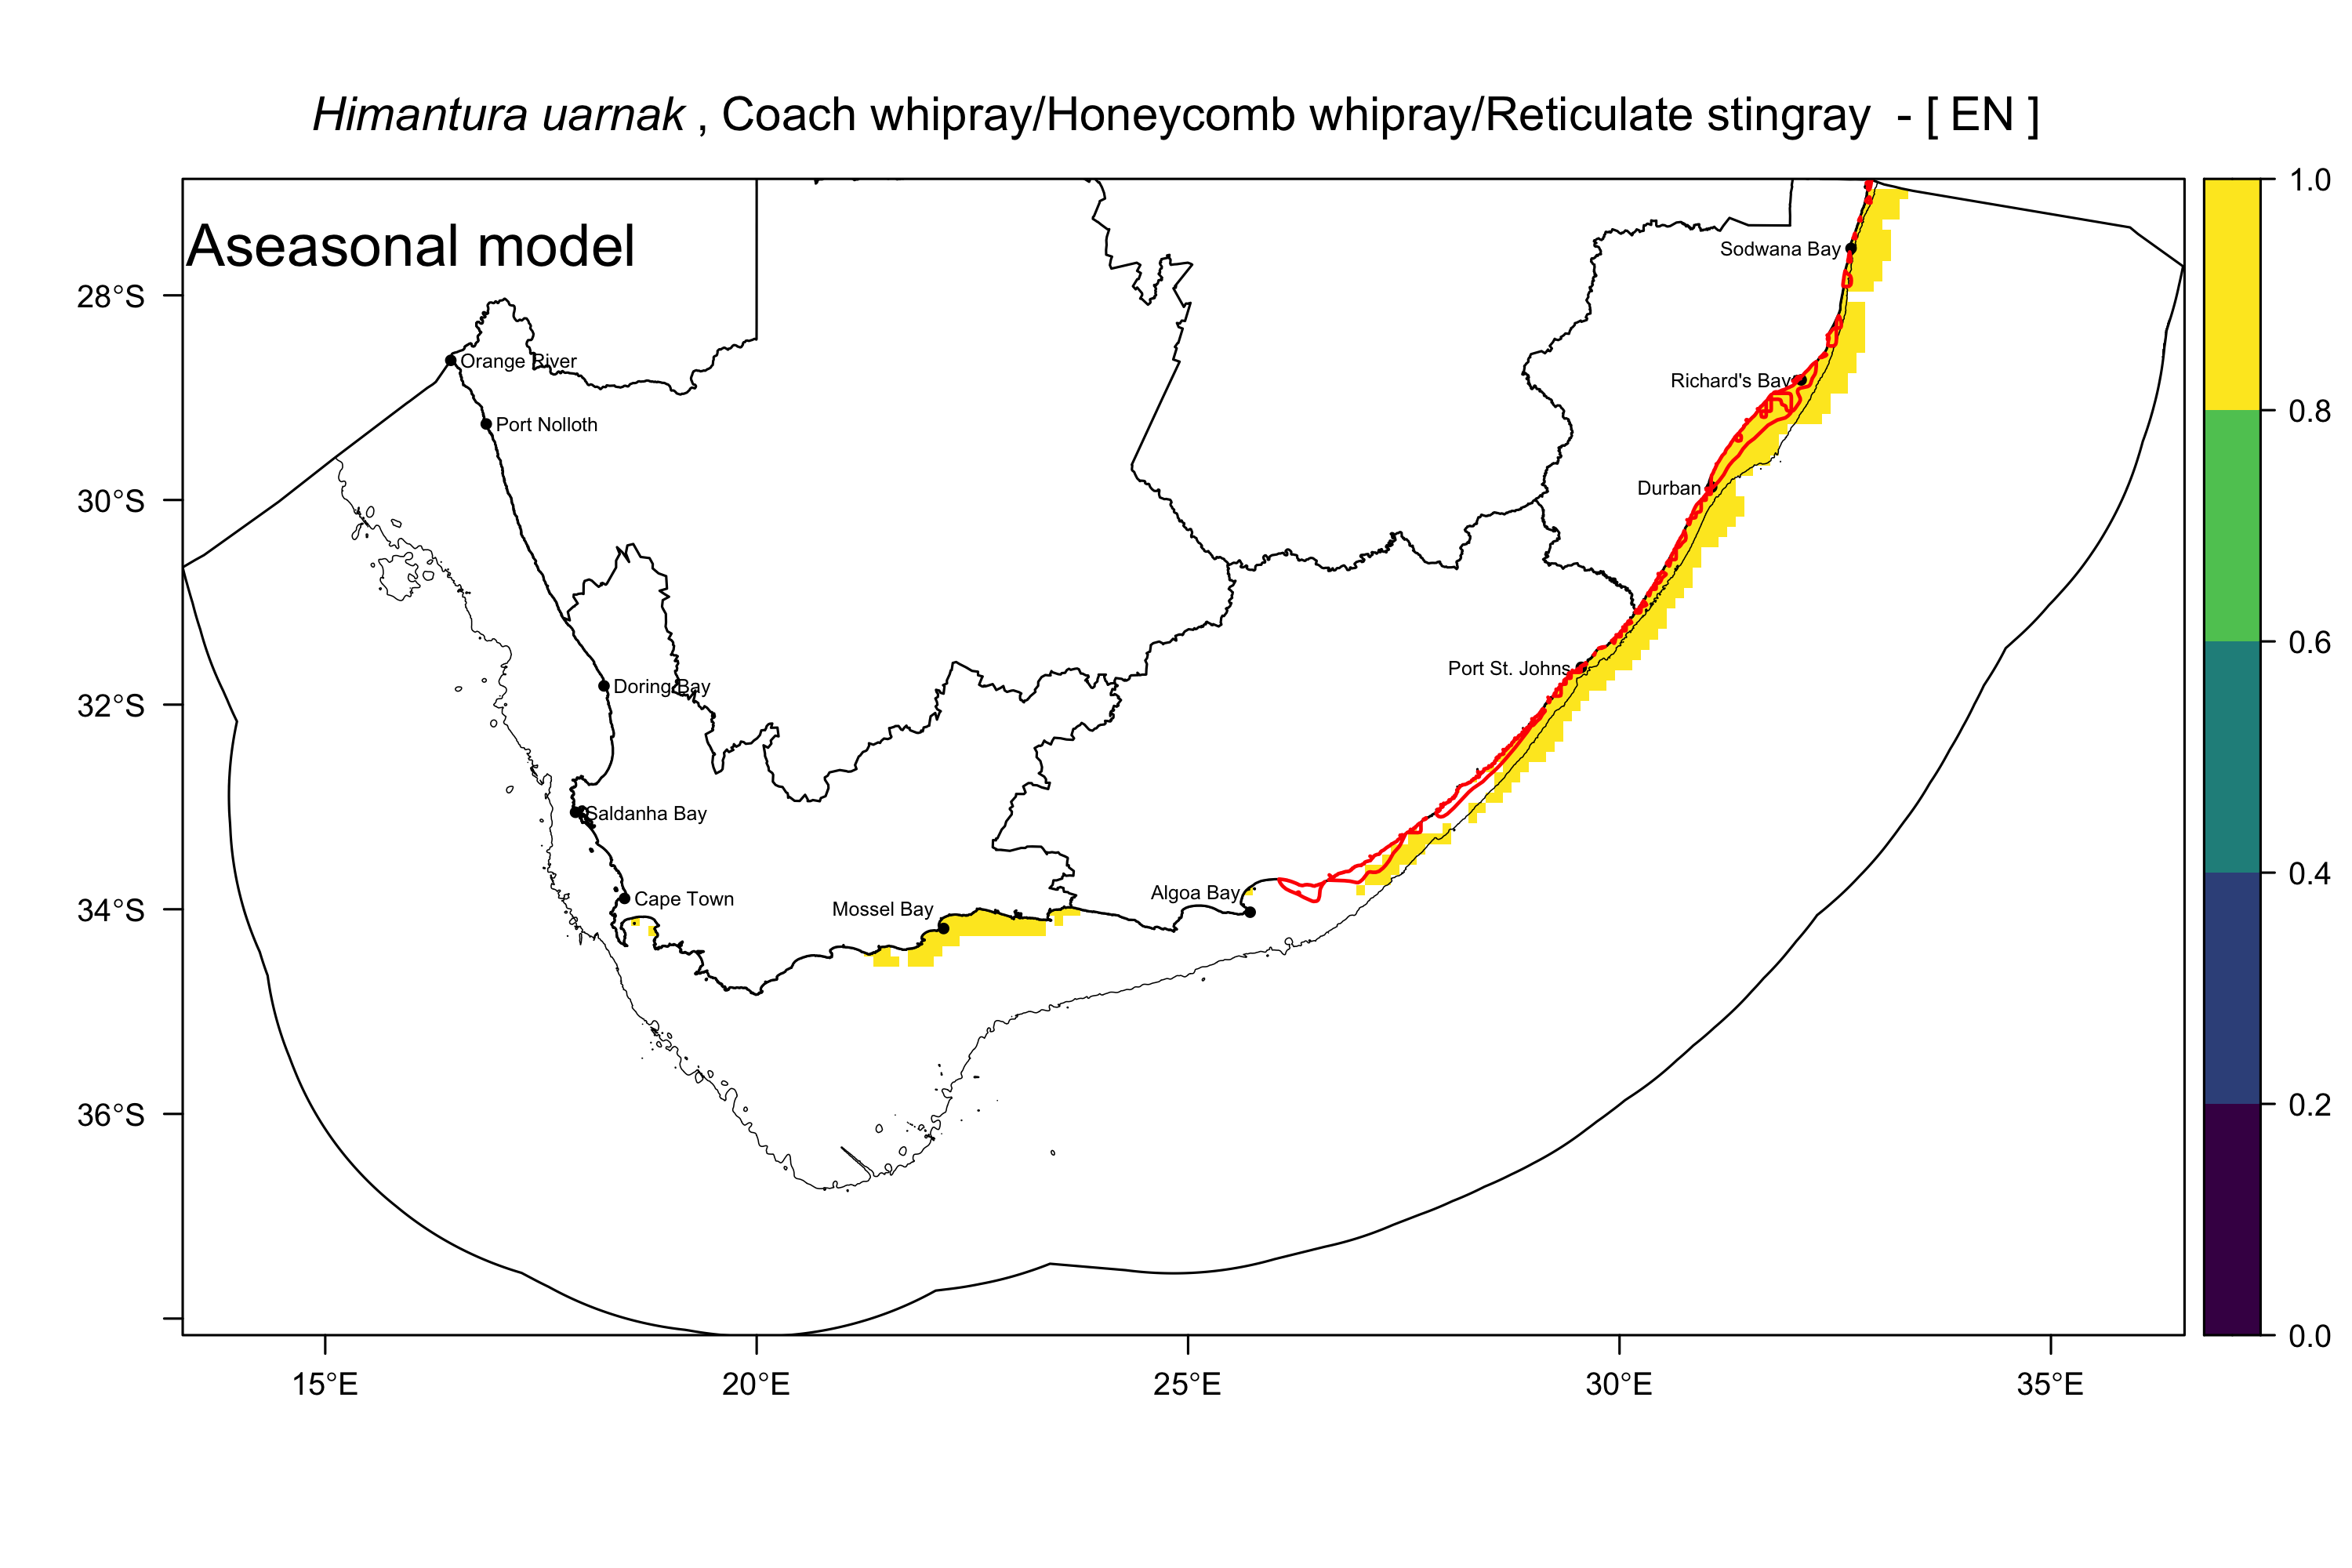 Himantura uarnak , Coach whipray/Honeycomb whipray/Reticulate stingray - [ EN ]
Aseasonal model
1.0
0.8
0.6
0.4
0.2
0.0
28°S
30°S
32°S
34°S
36°S
Sodwana Bay
Orange River
Richard's Bay
Port Nolloth
Durban
Port St. Johns
Doring Bay
Saldanha Bay
Algoa Bay
Cape Town
Mossel Bay
15°E
20°E
25°E
30°E
35°E